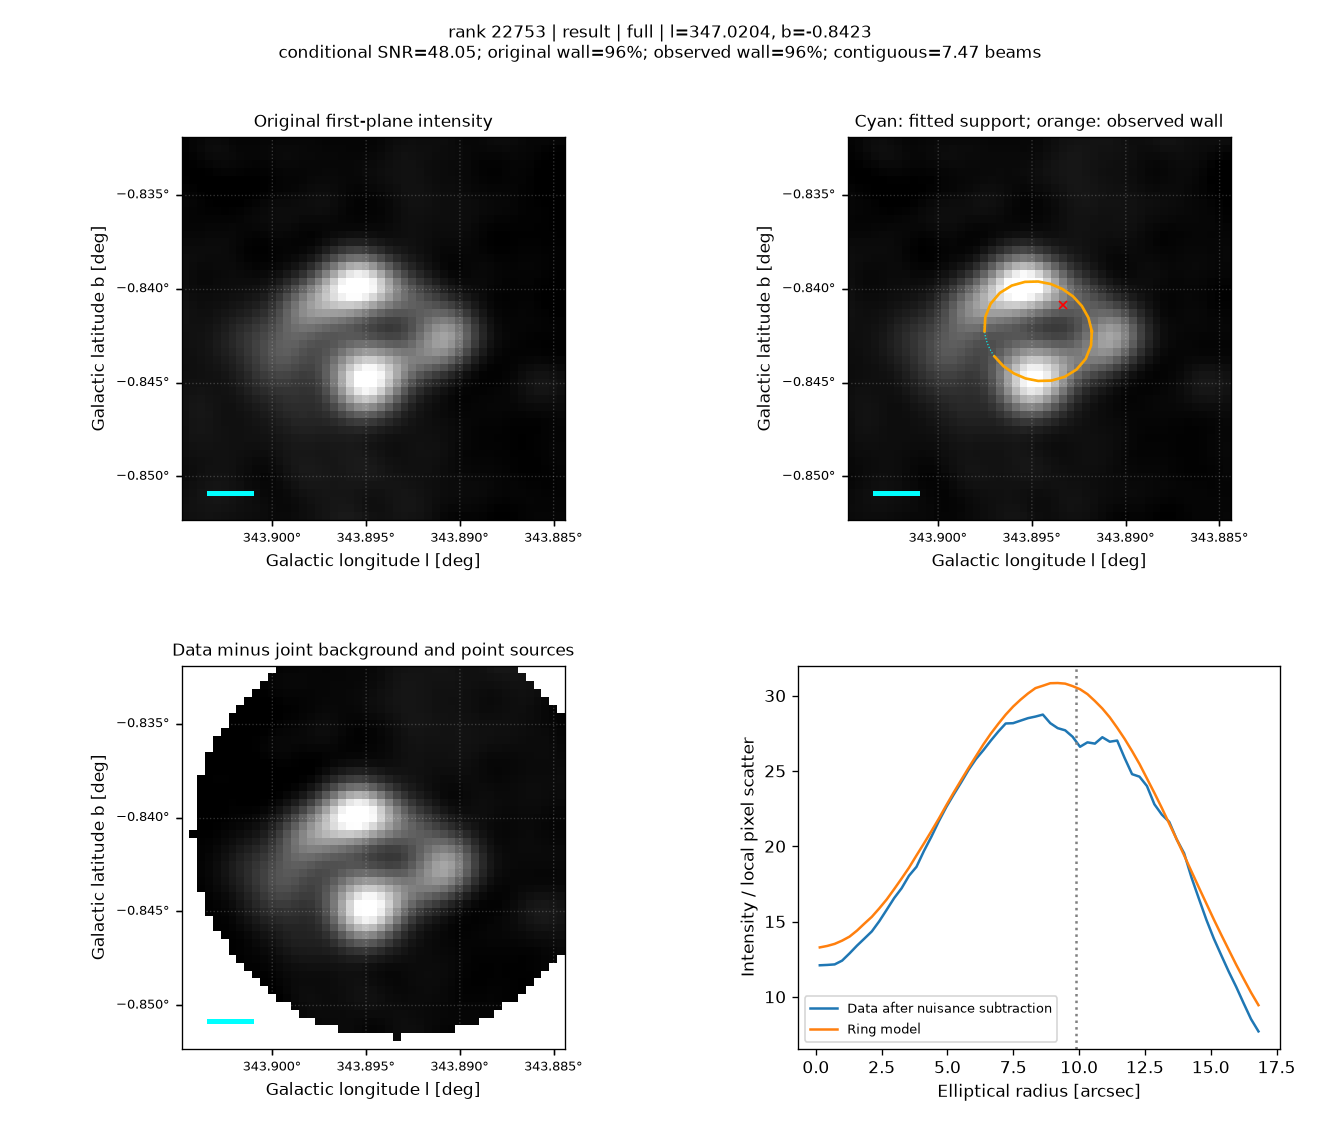 rank 22753 | result | full | l=347.0204, b=-0.8423
conditional SNR=48.05; original wall=96%; observed wall=96%; contiguous=7.47 beams
Original first-plane intensity
−0.835°
−0.840°
−0.845°
−0.850°
Galactic latitude b [deg]
343.900°
343.895°
343.890°
343.885°
Galactic longitude l [deg]
Cyan: fitted support; orange: observed wall
−0.835°
−0.840°
−0.845°
−0.850°
Galactic latitude b [deg]
343.900°
343.895°
343.890°
343.885°
Galactic longitude l [deg]
Data minus joint background and point sources
−0.835°
−0.840°
−0.845°
−0.850°
Galactic latitude b [deg]
343.900°
343.895°
343.890°
343.885°
Galactic longitude l [deg]
30
25
20
15
10
Intensity / local pixel scatter
Data after nuisance subtraction
Ring model
0.0
2.5
5.0
7.5
10.0
12.5
15.0
17.5
Elliptical radius [arcsec]